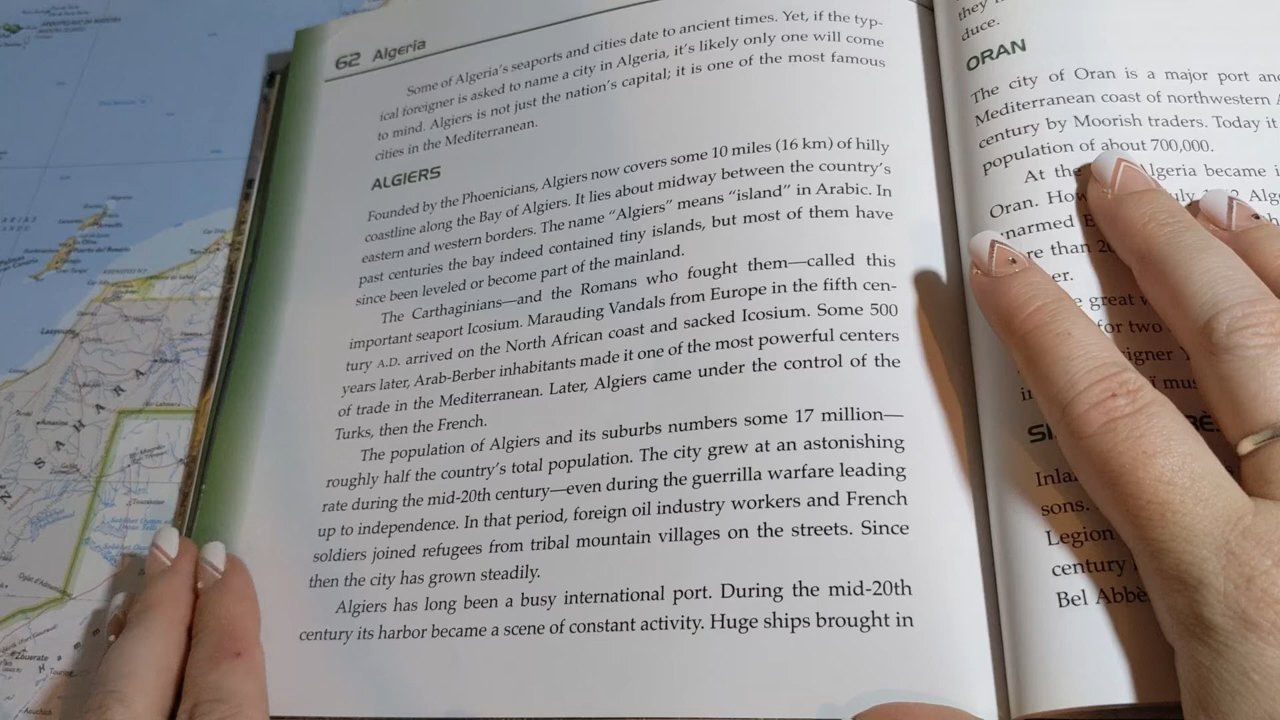 62 Algeria
Some of Algeria's seaports and cities date to ancient times. Yet, if the typ-
ical foreigner is asked to name a city in Algeria, it's likely only one will come
to mind. Algiers is not just the nation's capital; it is one of the most famous
cities in the Mediterranean.
ALGIERS
Founded by the Phoenicians, Algiers now covers some 10 miles (16 km) of hilly
coastline along the Bay of Algiers. It lies about midway between the country's
eastern and western borders. The name "Algiers" means "island" in Arabic. In
past centuries the bay indeed contained tiny islands, but most of them have
since been leveled or become part of the mainland.
The Carthaginians—and the Romans who fought them—called this
important seaport Icosium. Marauding Vandals from Europe in the fifth cen-
tury A.D. arrived on the North African coast and sacked Icosium. Some 500
years later, Arab-Berber inhabitants made it one of the most powerful centers
of trade in the Mediterranean. Later, Algiers came under the control of the
Turks, then the French.
The population of Algiers and its suburbs numbers some 17 million—
roughly half the country's total population. The city grew at an astonishing
rate during the mid-20th century—even during the guerrilla warfare leading
up to independence. In that period, foreign oil industry workers and French
soldiers joined refugees from tribal mountain villages on the streets. Since
then the city has grown steadily.
Algiers has long been a busy international port. During the mid-20th
century its harbor became a scene of constant activity. Huge ships brought in
they
duce.
ORAN
The city of Oran is a major port and
Mediterranean coast of northwestern
century by Moorish traders. Today it
population of about 700,000.
At the Algeria became
Oran.
re than
great
for two
Inla
sons.
Legion
century
Bel Abbè
SAHARA